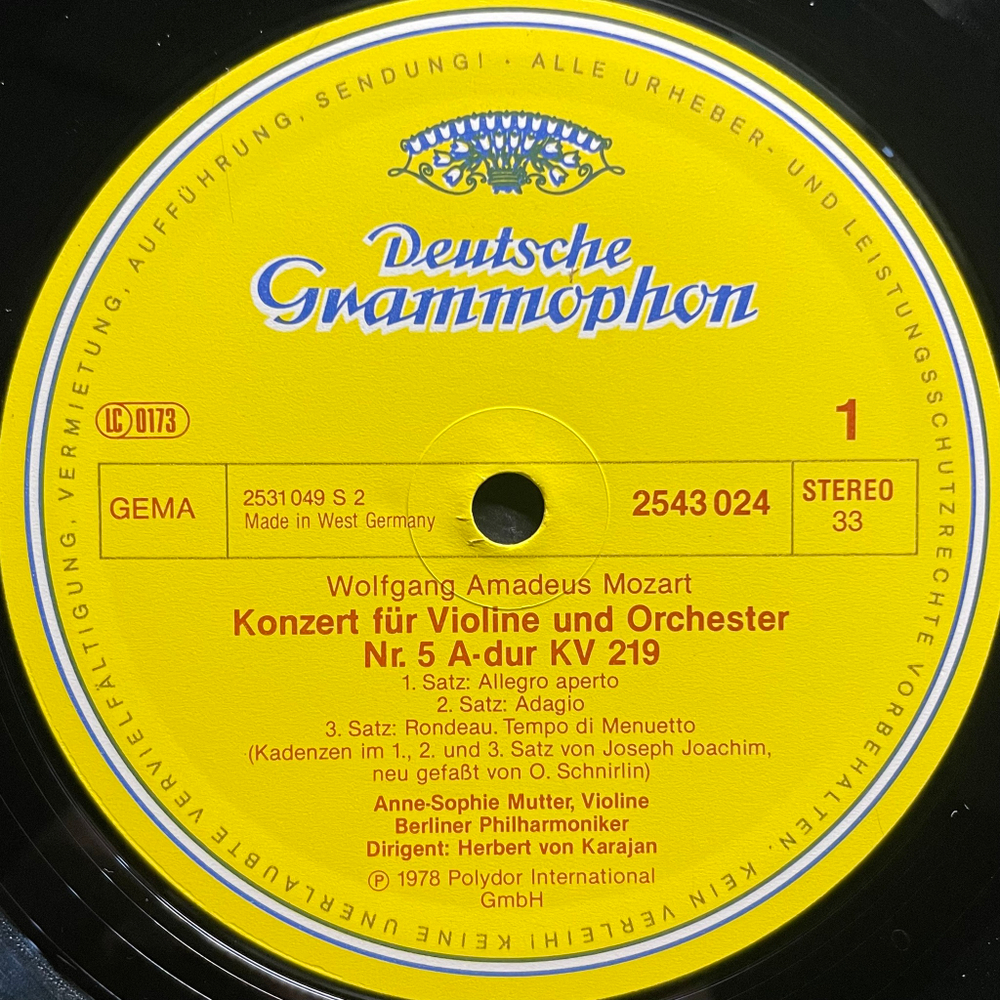 ALLE URHEBER- UND LEISTUNGSSCHUTZRECHTE VORBEHALTEN. KEIN VERLEIH! KEINE UNERLAUBTE VERVIELFÄLTIGUNG, VERMIETUNG, AUFFÜHRUNG, SENDUNG! ·
Deutsche
Grammophon
LC 0173
1
GEMA
2531 049 S 2
Made in West Germany
2543 024
STEREO
33
Wolfgang Amadeus Mozart
Konzert für Violine und Orchester
Nr. 5 A-dur KV 219
1. Satz: Allegro aperto
2. Satz: Adagio
3. Satz: Rondeau. Tempo di Menuetto
(Kadenzen im 1., 2. und 3. Satz von Joseph Joachim,
neu gefaßt von O. Schnirlin)
Anne-Sophie Mutter, Violine
Berliner Philharmoniker
Dirigent: Herbert von Karajan
℗ 1978 Polydor International
GmbH